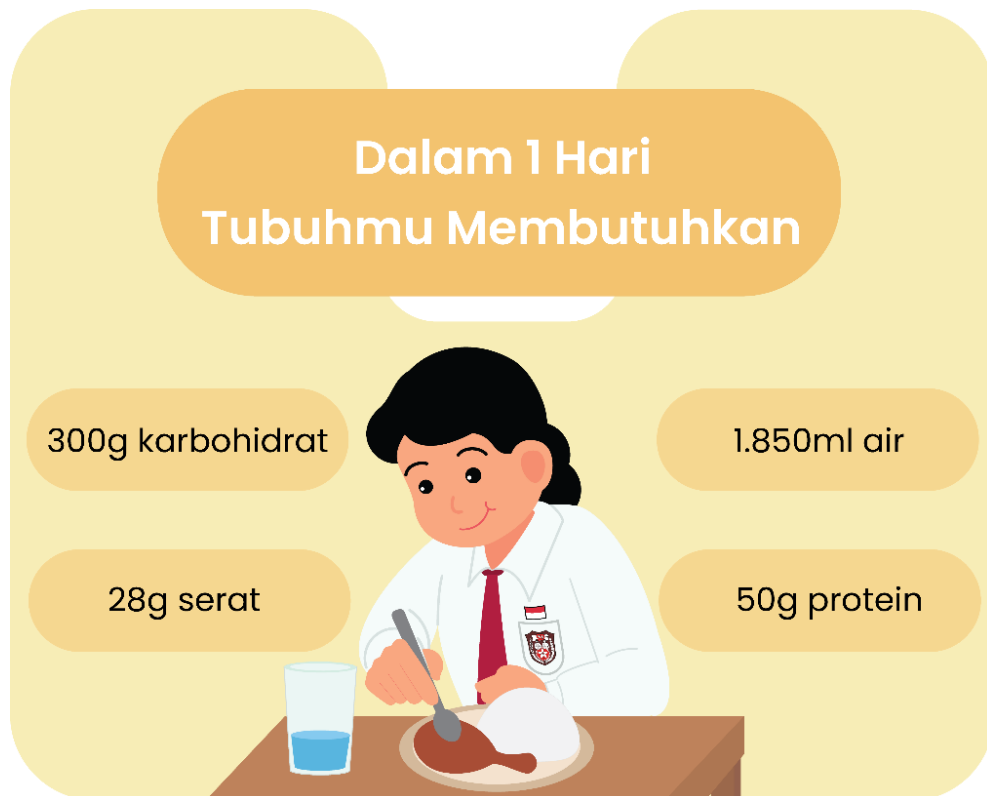 Dalam 1 Hari
Tubuhmu Membutuhkan
300g karbohidrat
1.850ml air
28g serat
50g protein